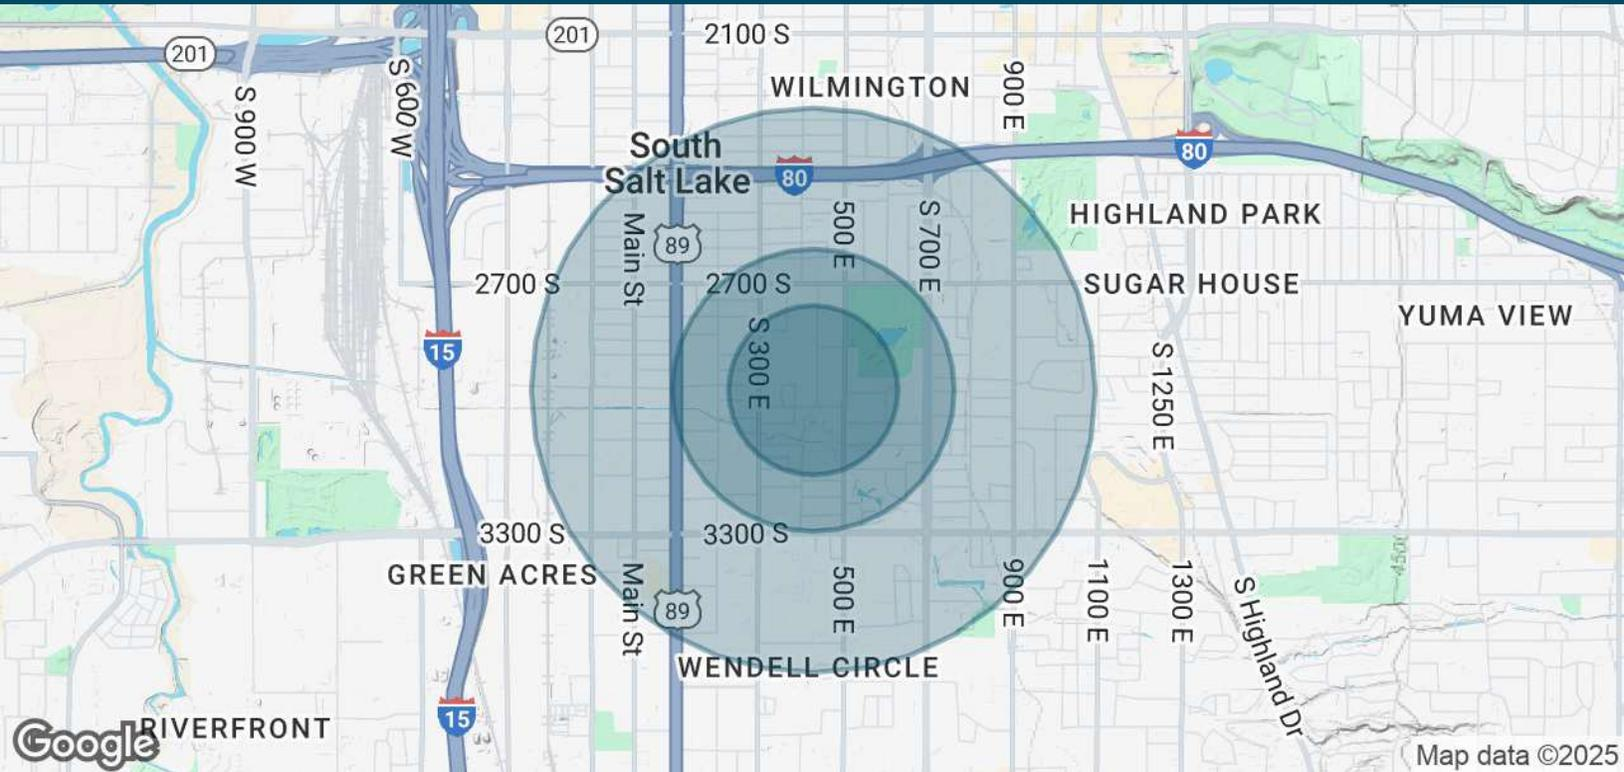 201
201
2100 S
S 900 W
S 600 W
WILMINGTON
900 E
South
Salt Lake
80
80
Main St
89
500 E
S 700 E
HIGHLAND PARK
2700 S
2700 S
SUGAR HOUSE
YUMA VIEW
15
S 300 E
S 1250 E
3300 S
3300 S
GREEN ACRES
Main St
89
500 E
900 E
1100 E
1300 E
S Highland Dr
WENDELL CIRCLE
15
RIVERFRONT
Google
Map data ©2025